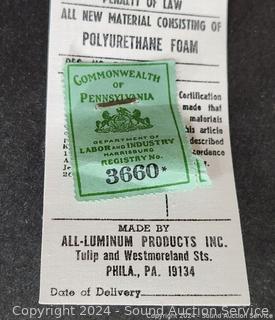 PENALTY OF LAW
ALL NEW MATERIAL CONSISTING OF
POLYURETHANE FOAM
COMMONWEALTH
OF
PENNSYLVANIA
DEPARTMENT OF
LABOR AND INDUSTRY
HARRISBURG
REGISTRY No.
3660*
Certification
made that
materials
this article
described
cordance
MADE BY
ALL-LUMINUM PRODUCTS INC.
Tulip and Westmoreland Sts.
PHILA., PA. 19134
Date of Delivery
Copyright 2024 - Sound Auction Service